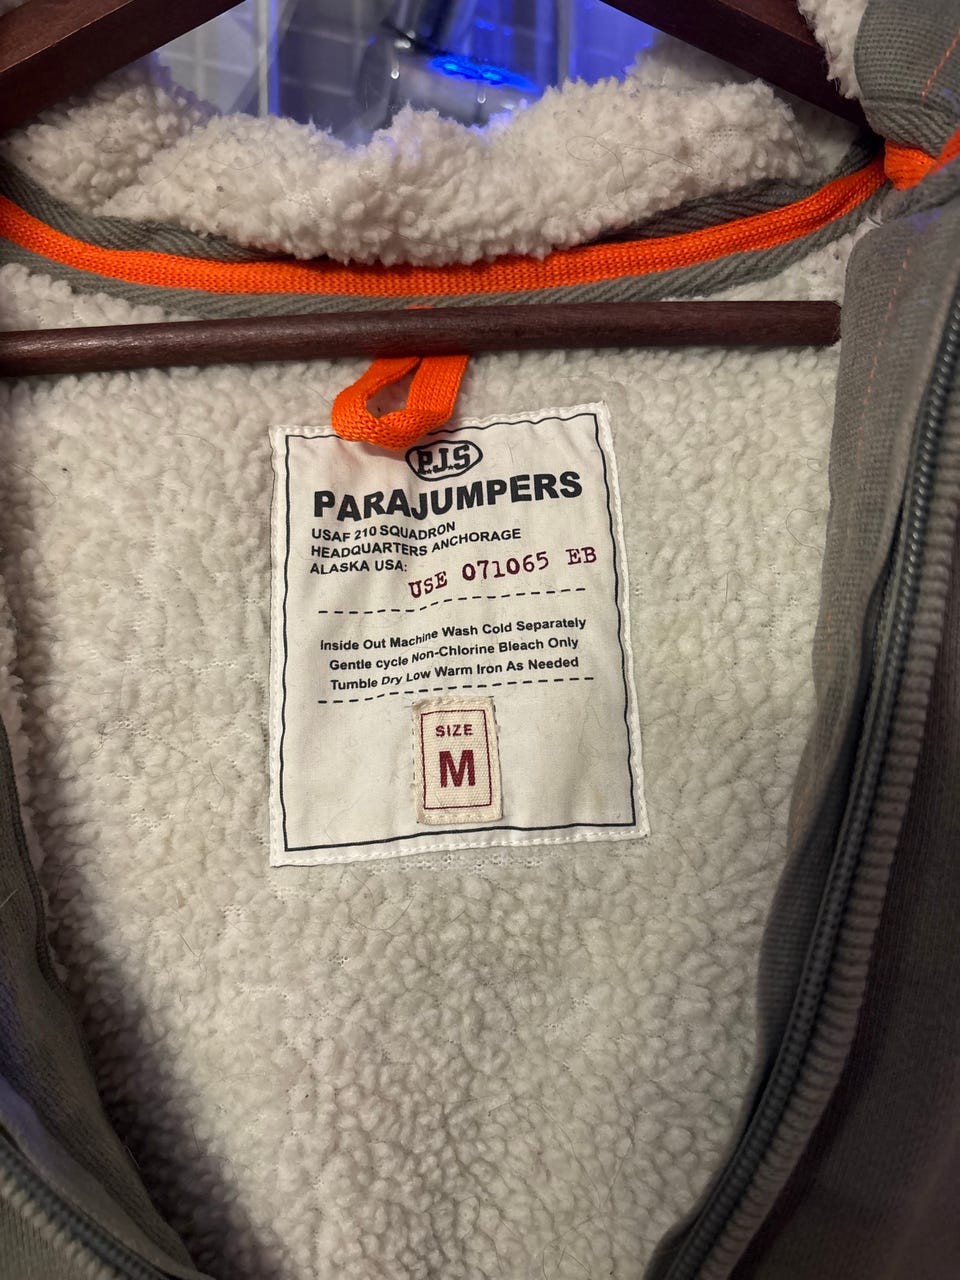 P.J.S
PARAJUMPERS
USAF 210 SQUADRON
HEADQUARTERS ANCHORAGE
ALASKA USA: USE 071065 EB
Inside Out Machine Wash Cold Separately
Gentle cycle Non-Chlorine Bleach Only
Tumble Dry Low Warm Iron As Needed
SIZE
M